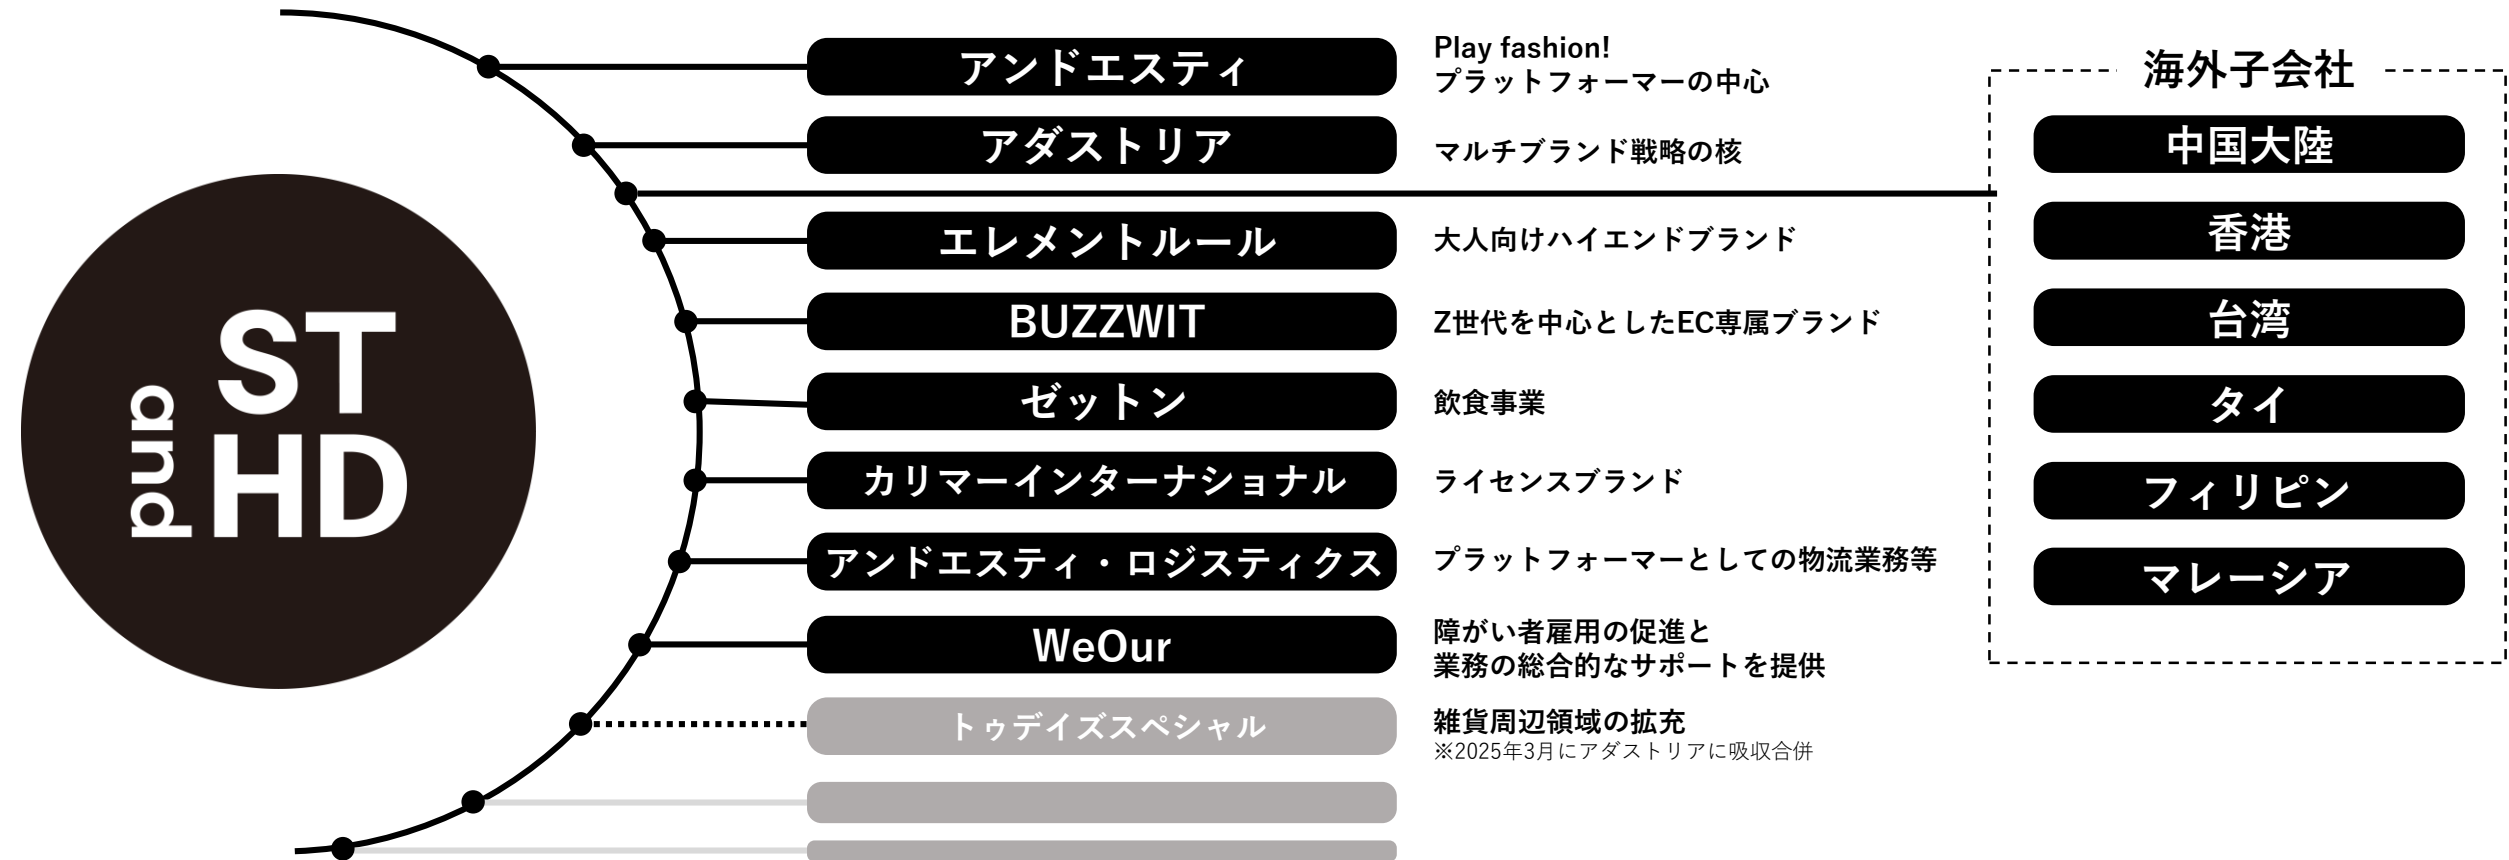 and
ST
HD
アンドエスティ
Play fashion!
プラットフォーマーの中心
アダストリア
マルチブランド戦略の核
エレメントルール
大人向けハイエンドブランド
BUZZWIT
Z世代を中心としたEC専属ブランド
ゼットン
飲食事業
カリマーインターナショナル
ライセンスブランド
アンドエスティ・ロジスティクス
プラットフォーマーとしての物流業務等
WeOur
障がい者雇用の促進と
業務の総合的なサポートを提供
トゥデイズスペシャル
雑貨周辺領域の拡充
※2025年3月にアダストリアに吸収合併
海外子会社
中国大陸
香港
台湾
タイ
フィリピン
マレーシア